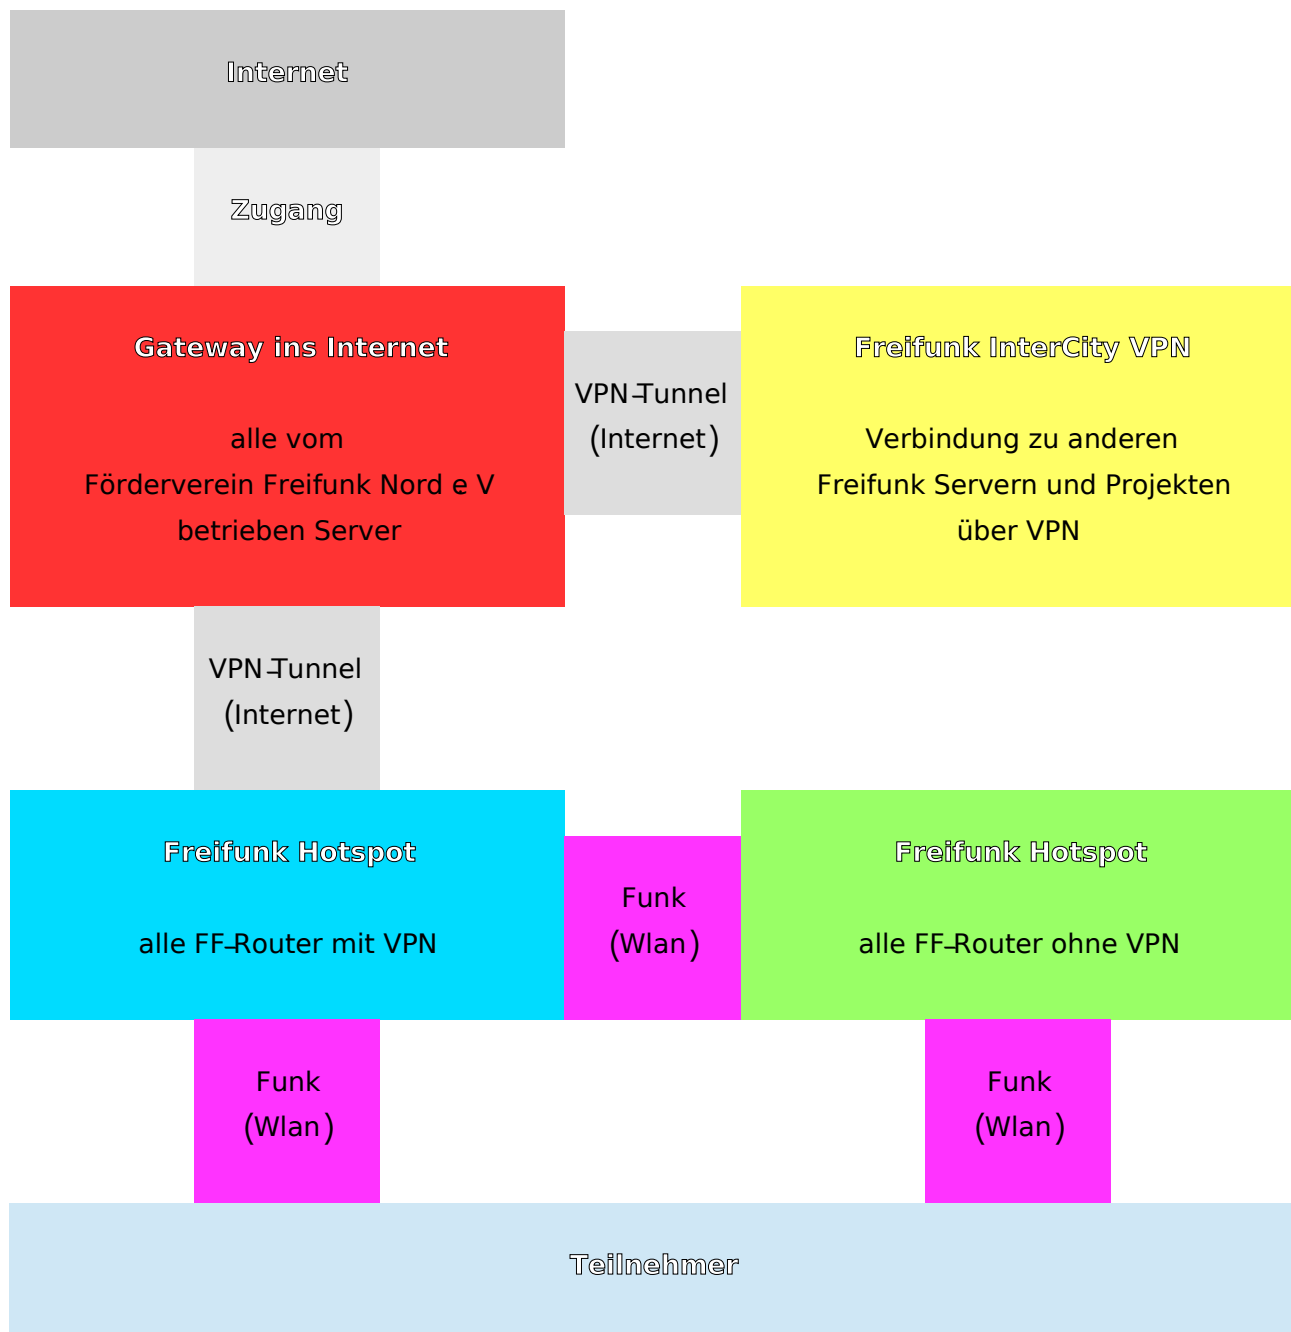 Internet
Zugang
Gateway ins Internet
alle vom
Förderverein Freifunk Nord e.V
betrieben Server
VPN-Tunnel
(Internet)
Freifunk InterCity VPN
Verbindung zu anderen
Freifunk Servern und Projekten
über VPN
VPN-Tunnel
(Internet)
Freifunk Hotspot
alle FF-Router mit VPN
Funk
(Wlan)
Freifunk Hotspot
alle FF-Router ohne VPN
Funk
(Wlan)
Funk
(Wlan)
Teilnehmer